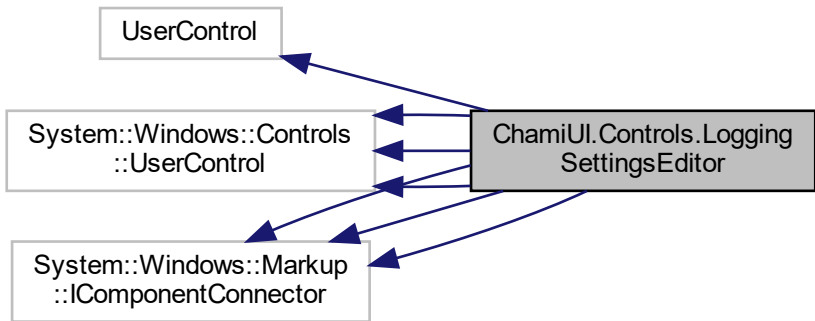 UserControl
System::Windows::Controls
::UserControl
ChamiUI.Controls.Logging
SettingsEditor
System::Windows::Markup
::IComponentConnector